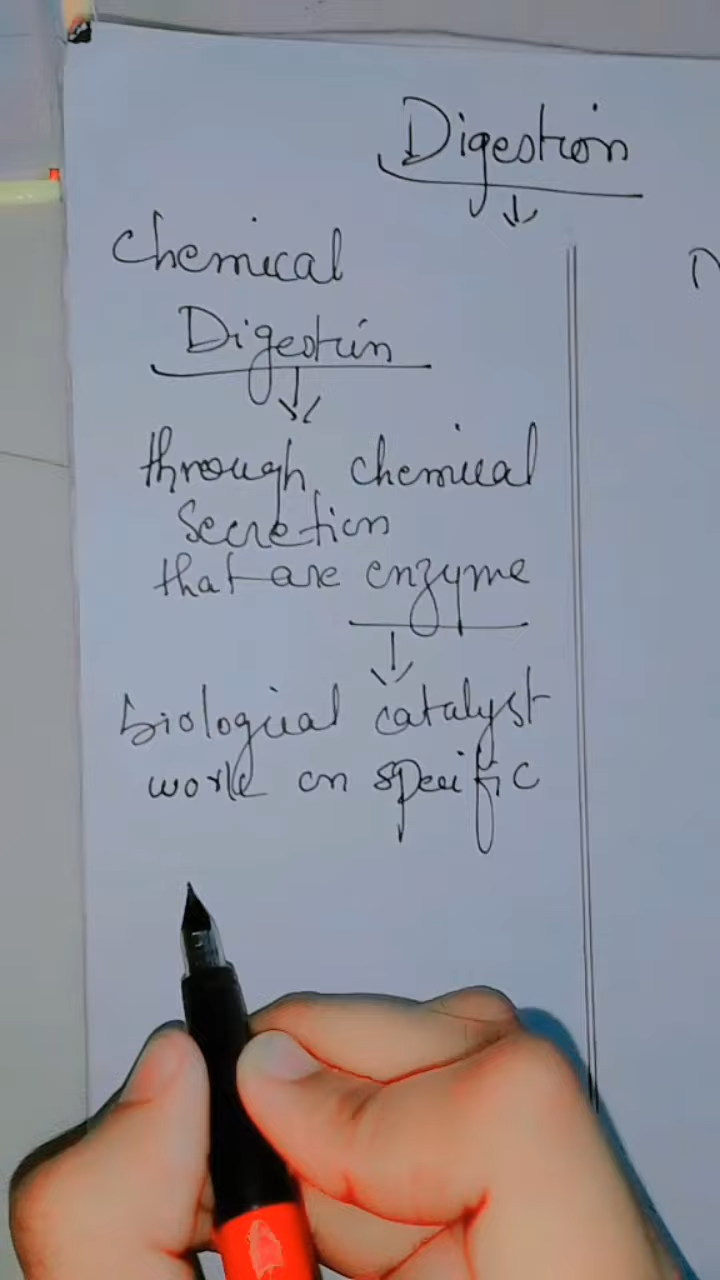 Digestion
Chemical
Digestion
through chemical
Secretion
that are enzyme
biological catalyst
work on specific